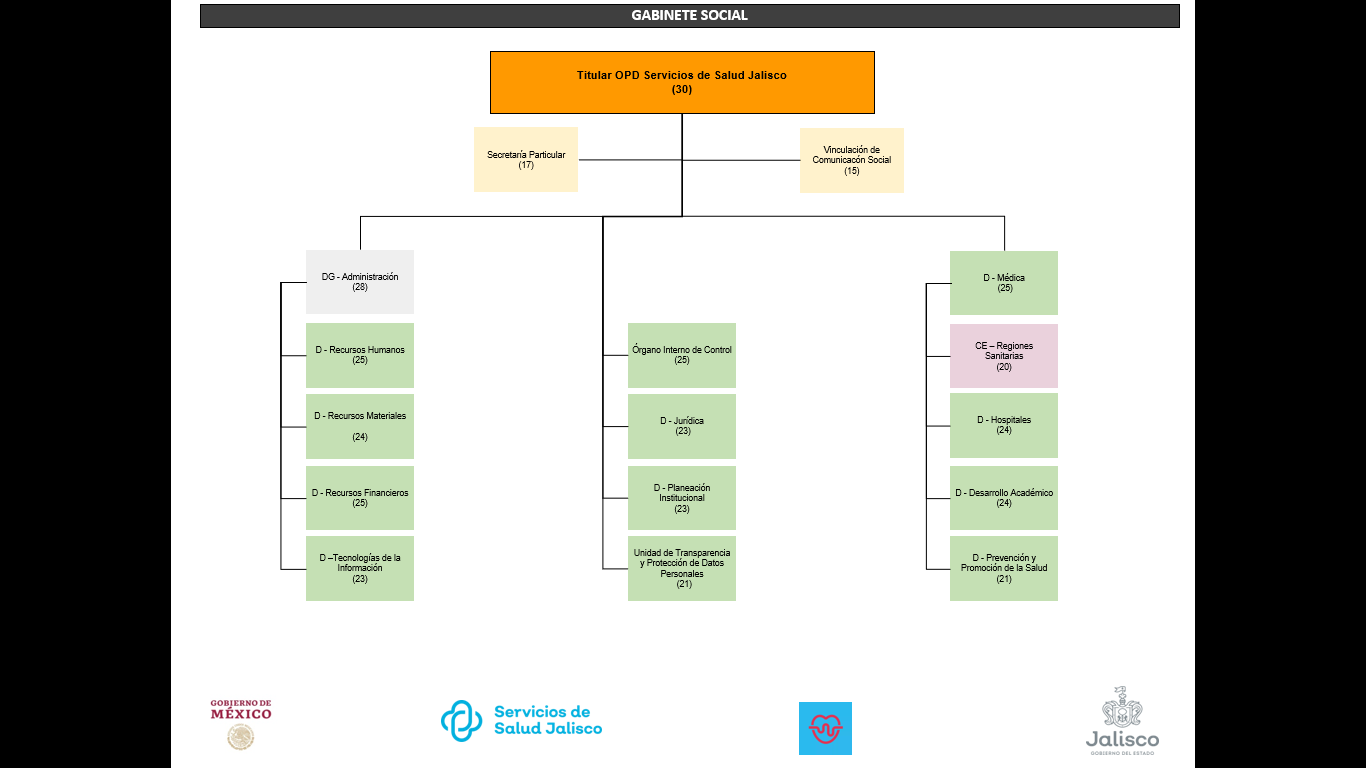 GABINETE SOCIAL
Titular OPD Servicios de Salud Jalisco
(30)
Secretaría Particular
(17)
Vinculación de
Comunicacón Social
(15)
DG - Administración
(28)
D - Recursos Humanos
(25)
D - Recursos Materiales
(24)
D - Recursos Financieros
(25)
D –Tecnologías de la
Información
(23)
Órgano Interno de Control
(25)
D - Jurídica
(23)
D - Planeación
Institucional
(23)
Unidad de Transparencia
y Protección de Datos
Personales
(21)
D - Médica
(25)
CE – Regiones
Sanitarias
(20)
D - Hospitales
(24)
D - Desarrollo Académico
(24)
D - Prevención y
Promoción de la Salud
(21)
GOBIERNO DE
MÉXICO
Servicios de
Salud Jalisco
Jalisco
GOBIERNO DEL ESTADO